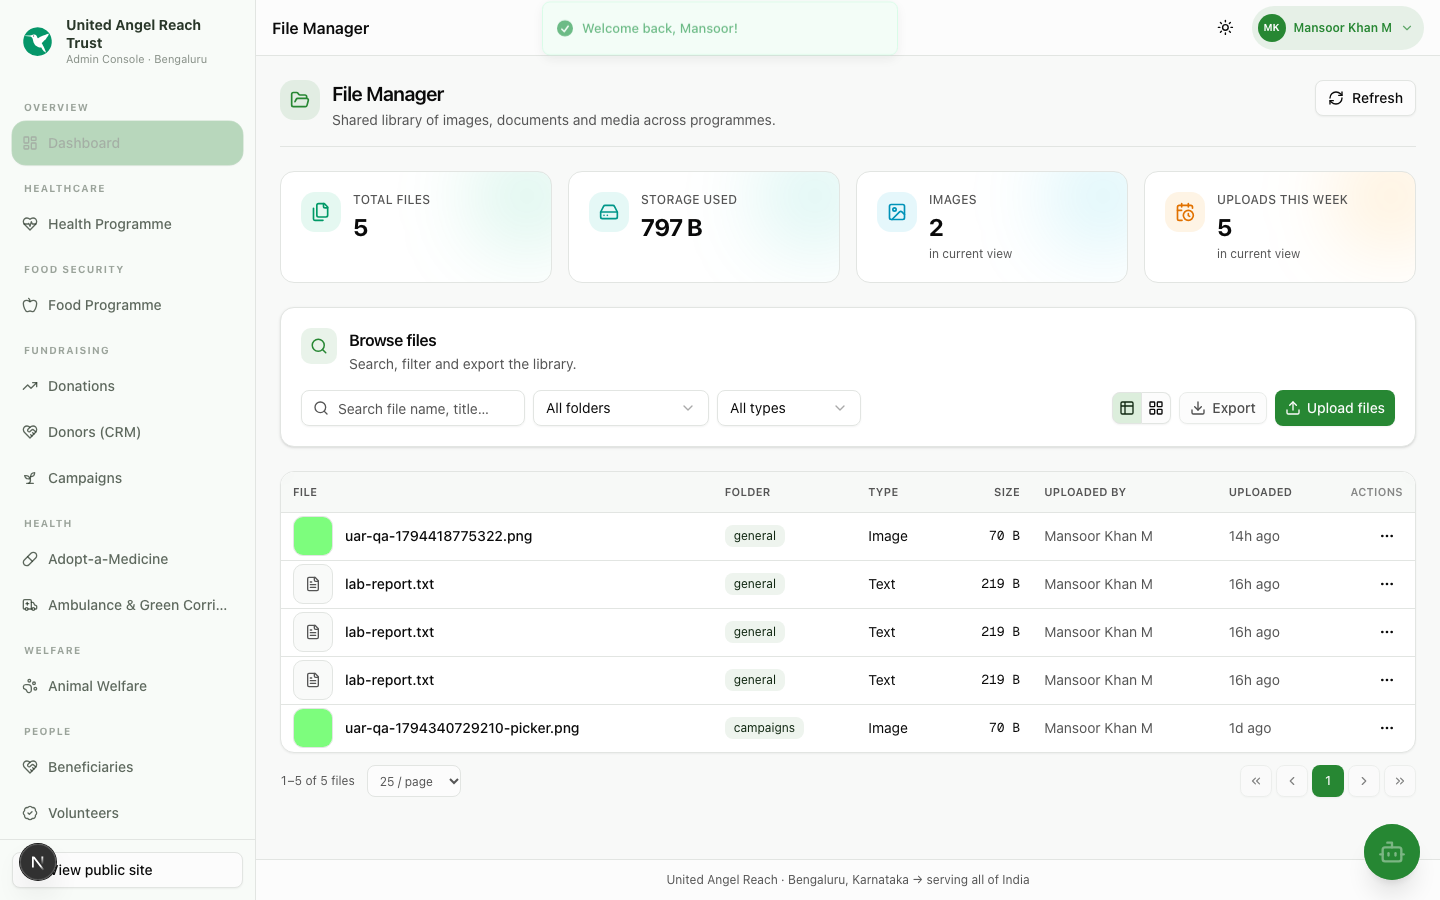 United Angel Reach
Trust
Admin Console · Bengaluru
OVERVIEW
Dashboard
HEALTHCARE
Health Programme
FOOD SECURITY
Food Programme
FUNDRAISING
Donations
Donors (CRM)
Campaigns
HEALTH
Adopt-a-Medicine
Ambulance & Green Corri...
WELFARE
Animal Welfare
PEOPLE
Beneficiaries
Volunteers
N
View public site
File Manager
Welcome back, Mansoor!
MK Mansoor Khan M
File Manager
Shared library of images, documents and media across programmes.
Refresh
TOTAL FILES
5
STORAGE USED
797 B
IMAGES
2
in current view
UPLOADS THIS WEEK
5
in current view
Browse files
Search, filter and export the library.
Search file name, title... All folders All types Export Upload files
FILE FOLDER TYPE SIZE UPLOADED BY UPLOADED ACTIONS
uar-qa-1794418775322.png general Image 70 B Mansoor Khan M 14h ago
lab-report.txt general Text 219 B Mansoor Khan M 16h ago
lab-report.txt general Text 219 B Mansoor Khan M 16h ago
lab-report.txt general Text 219 B Mansoor Khan M 16h ago
uar-qa-1794340729210-picker.png campaigns Image 70 B Mansoor Khan M 1d ago
1–5 of 5 files 25 / page « ‹ 1 › »
United Angel Reach · Bengaluru, Karnataka → serving all of India